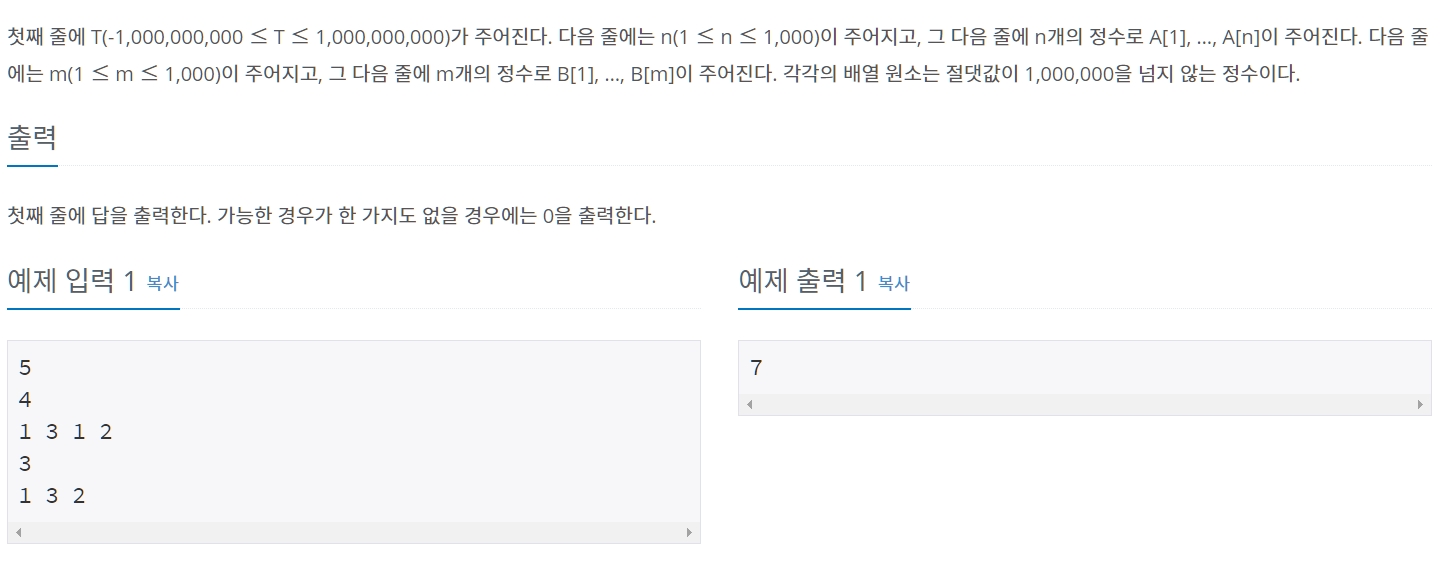 첫째 줄에 T(-1,000,000,000 ≤ T ≤ 1,000,000,000)가 주어진다. 다음 줄에는 n(1 ≤ n ≤ 1,000)이 주어지고, 그 다음 줄에 n개의 정수로 A[1], ..., A[n]이 주어진다. 다음 줄
에는 m(1 ≤ m ≤ 1,000)이 주어지고, 그 다음 줄에 m개의 정수로 B[1], ..., B[m]이 주어진다. 각각의 배열 원소는 절댓값이 1,000,000을 넘지 않는 정수이다.
출력
첫째 줄에 답을 출력한다. 가능한 경우가 한 가지도 없을 경우에는 0을 출력한다.
예제 입력 1 복사
5
4
1 3 1 2
3
1 3 2
예제 출력 1 복사
7